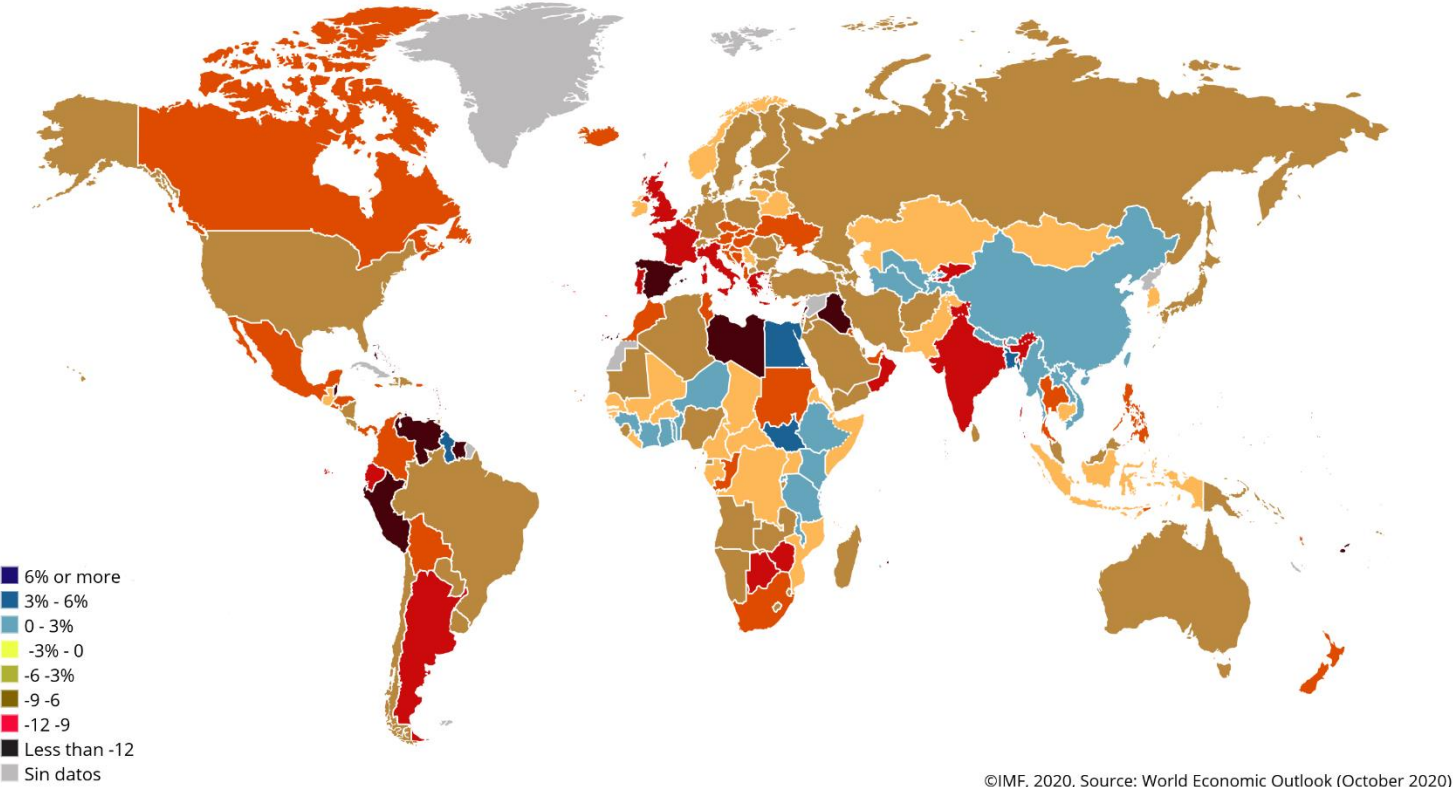 6% or more
3% - 6%
0 - 3%
-3% - 0
-6 -3%
-9 -6
-12 -9
Less than -12
Sin datos
©IMF, 2020, Source: World Economic Outlook (October 2020)